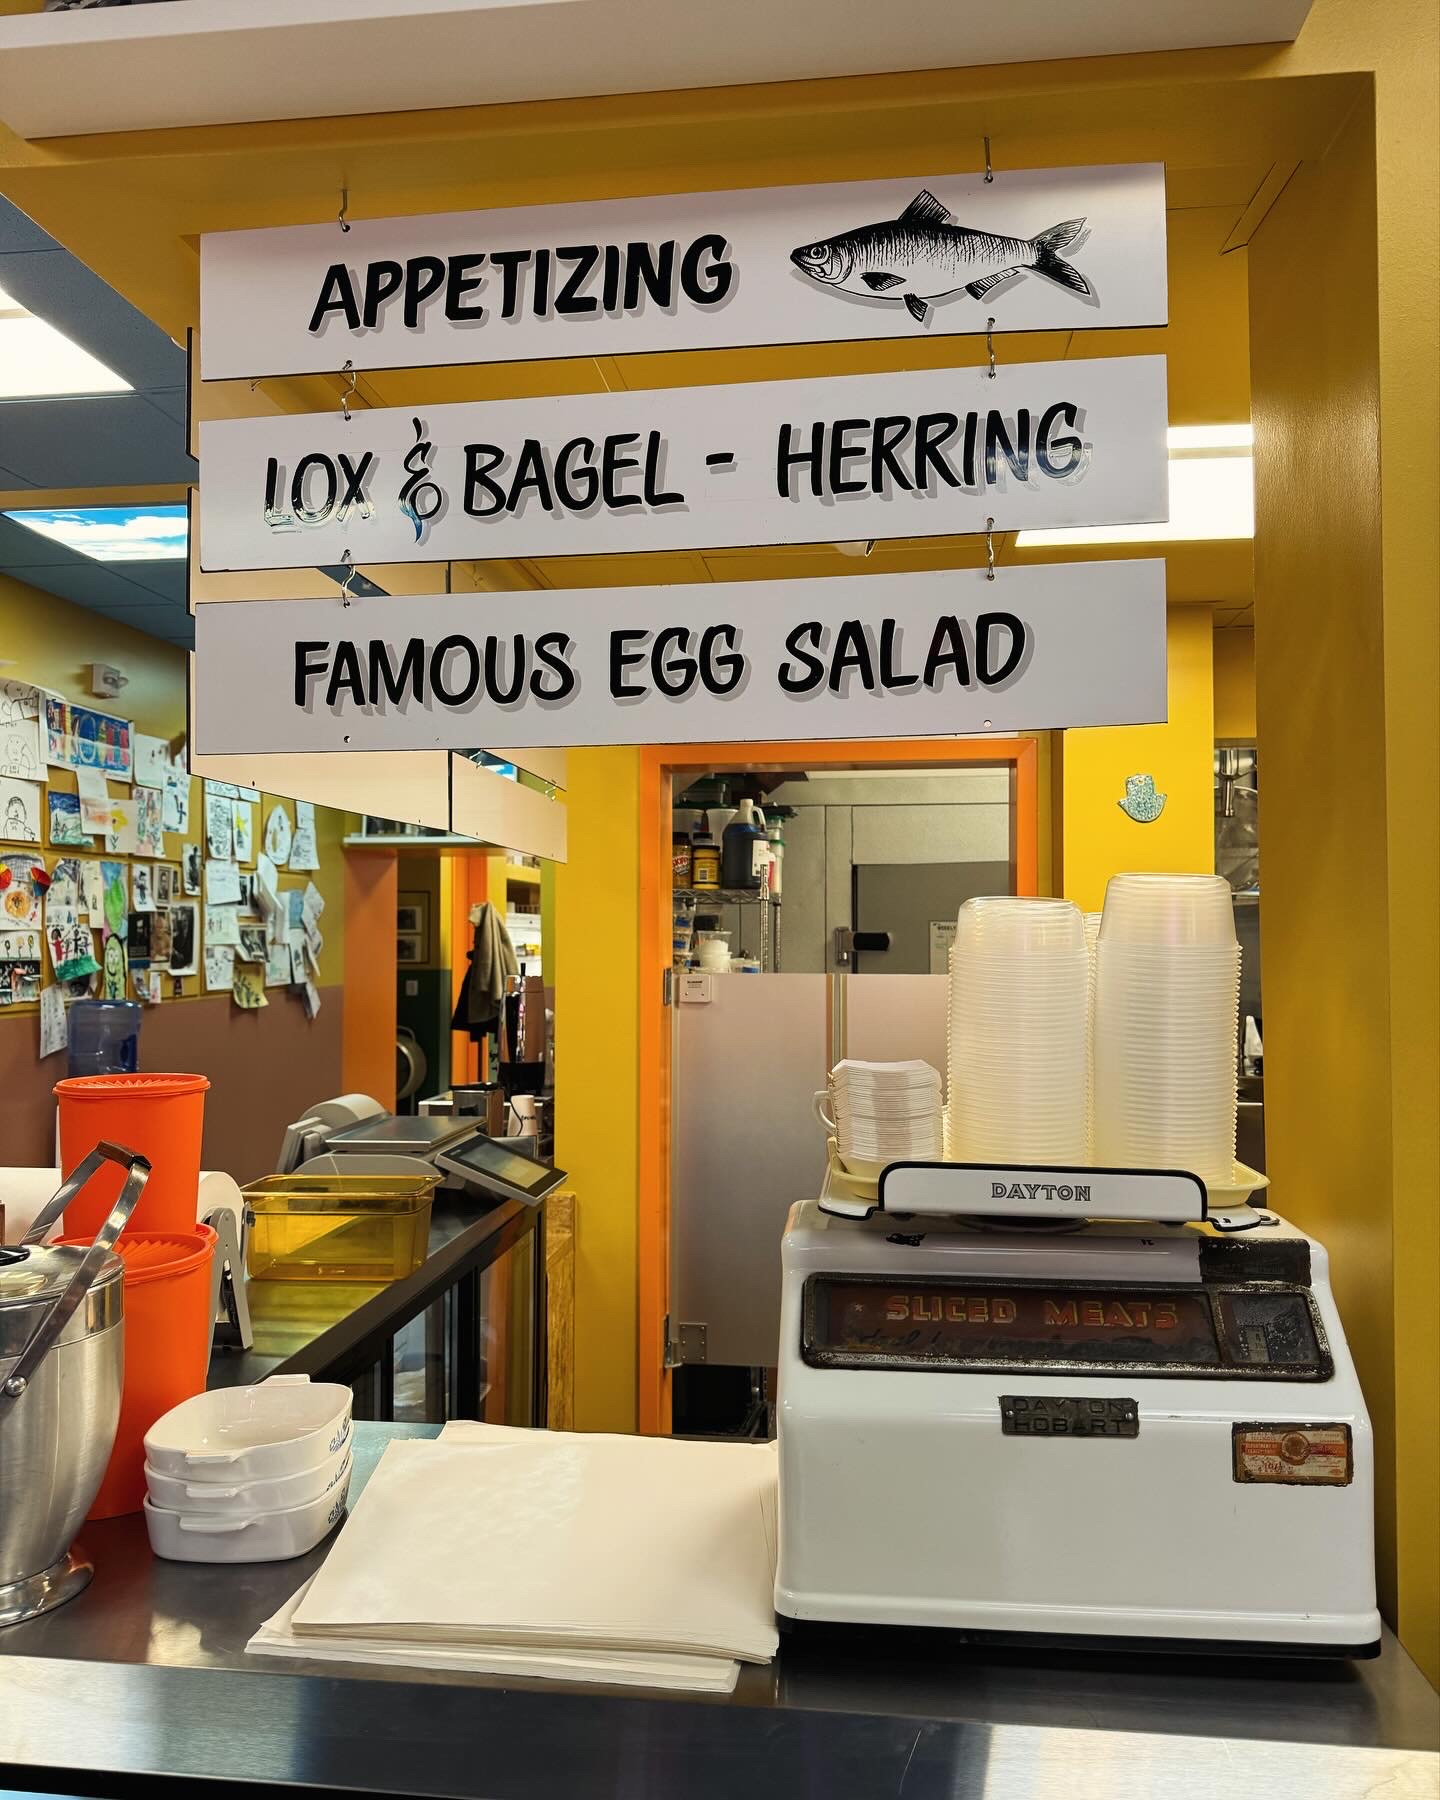 APPETIZING
LOX & BAGEL - HERRING
FAMOUS EGG SALAD
DAYTON
SLICED MEATS
DAYTON
HOBART